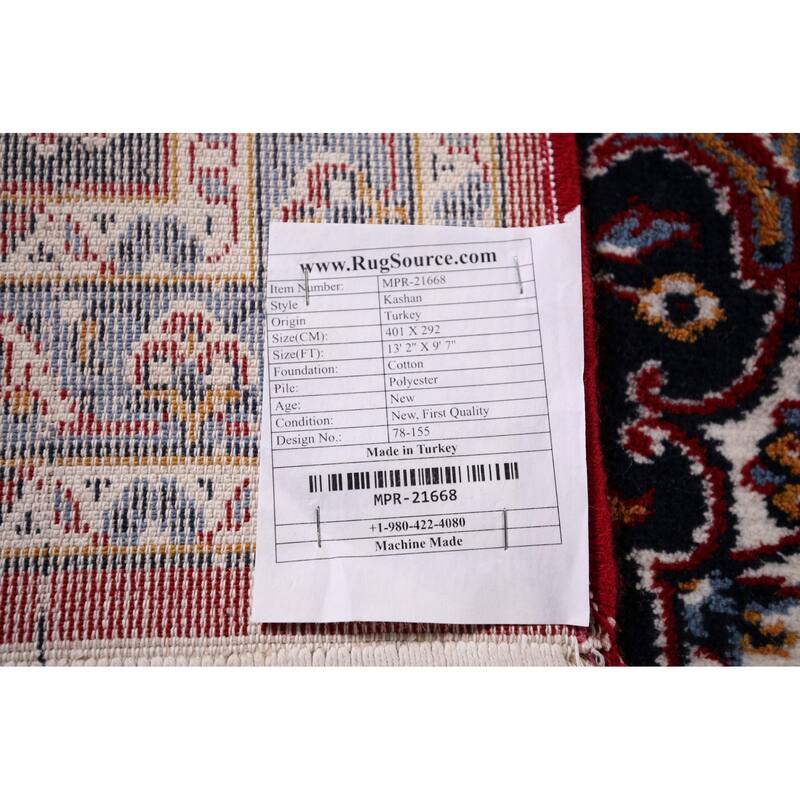 www.RugSource.com
Item Number: MPR-21668
Style Kashan
Origin Turkey
Size(CM): 401 X 292
Size(FT): 13' 2" X 9' 7"
Foundation: Cotton
Pile: Polyester
Age: New
Condition: New, First Quality
Design No.: 78-155
Made in Turkey
MPR-21668
+1-980-422-4080
Machine Made